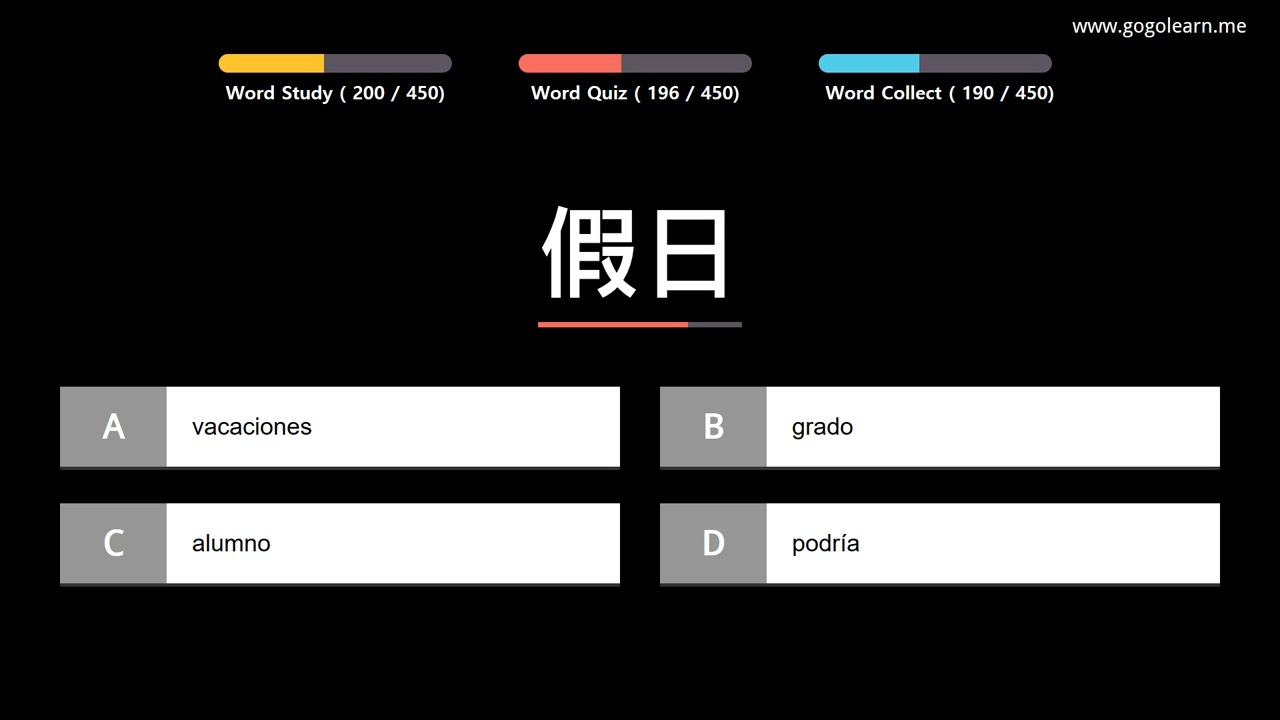 www.gogolearn.me
Word Study ( 200 / 450)
Word Quiz ( 196 / 450)
Word Collect ( 190 / 450)
假日
A vacaciones
B grado
C alumno
D podría